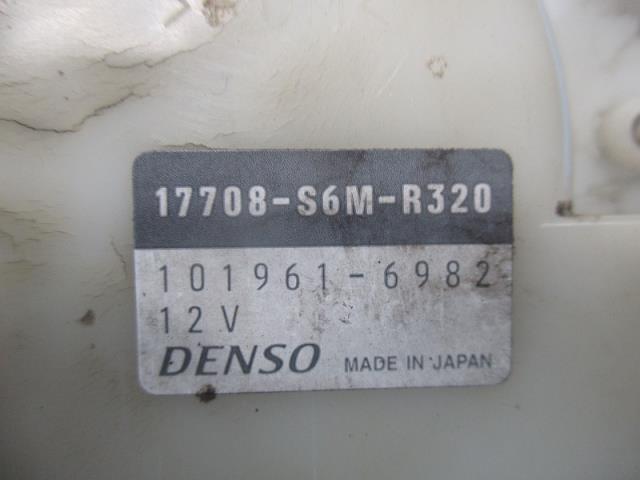 17708-S6M-R320
101961-6982
12V
DENSO MADE IN JAPAN